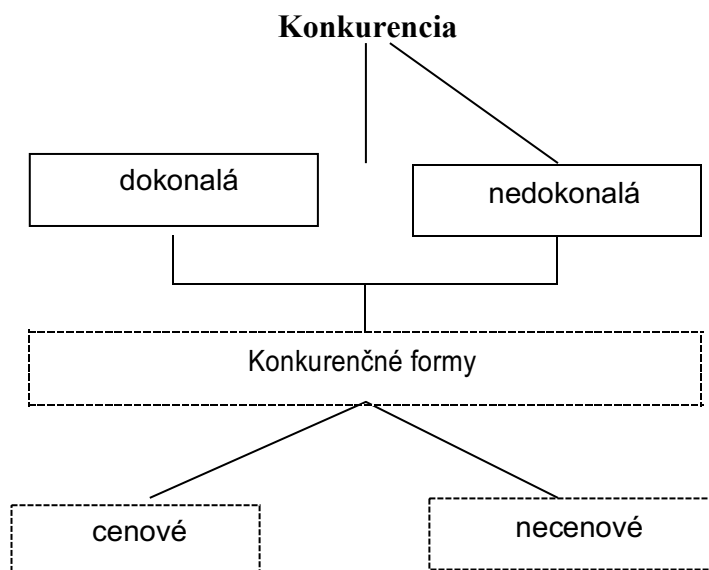 Konkurencia
dokonalá
nedokonalá
Konkurenčné formy
cenové
necenové